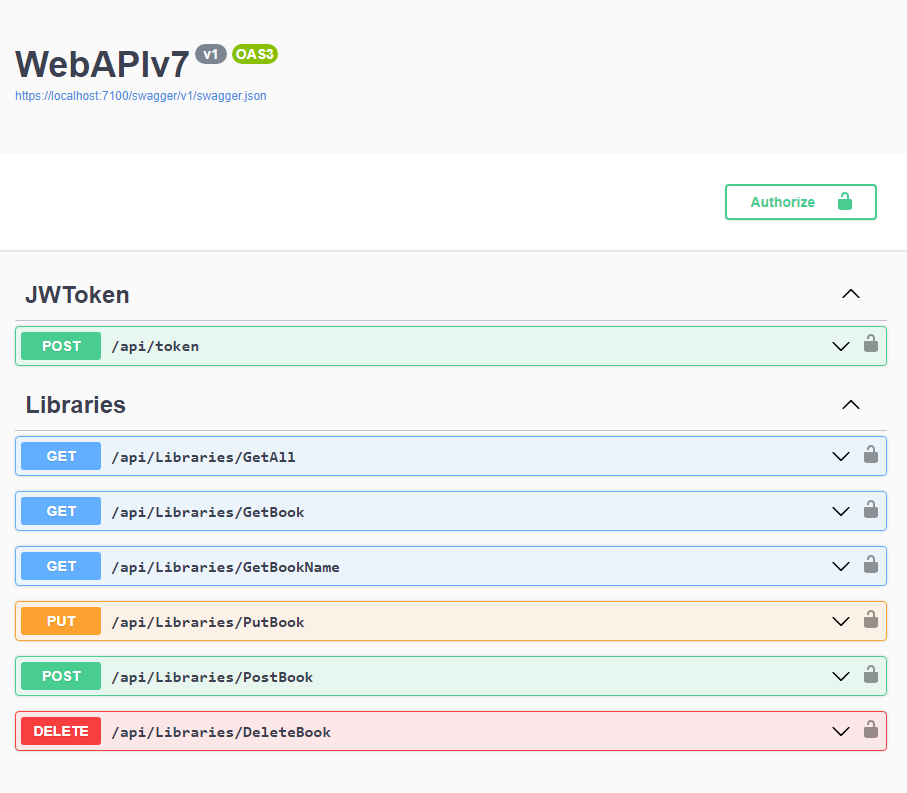 WebAPIv7 v1 OAS3
https://localhost:7100/swagger/v1/swagger.json
Authorize
JWToken
POST /api/token
Libraries
GET /api/Libraries/GetAll
GET /api/Libraries/GetBook
GET /api/Libraries/GetBookName
PUT /api/Libraries/PutBook
POST /api/Libraries/PostBook
DELETE /api/Libraries/DeleteBook